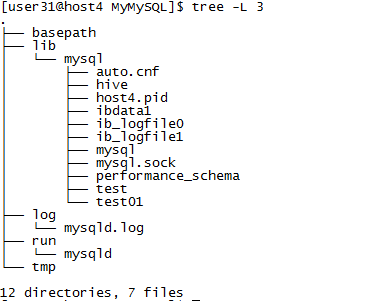 [user31@host4 MyMySQL]$ tree -L 3
.
├── basepath
├── lib
│   └── mysql
│       ├── auto.cnf
│       ├── hive
│       ├── host4.pid
│       ├── ibdata1
│       ├── ib_logfile0
│       ├── ib_logfile1
│       ├── mysql
│       ├── mysql.sock
│       ├── performance_schema
│       ├── test
│       └── test01
├── log
│   └── mysqld.log
├── run
│   └── mysqld
└── tmp

12 directories, 7 files